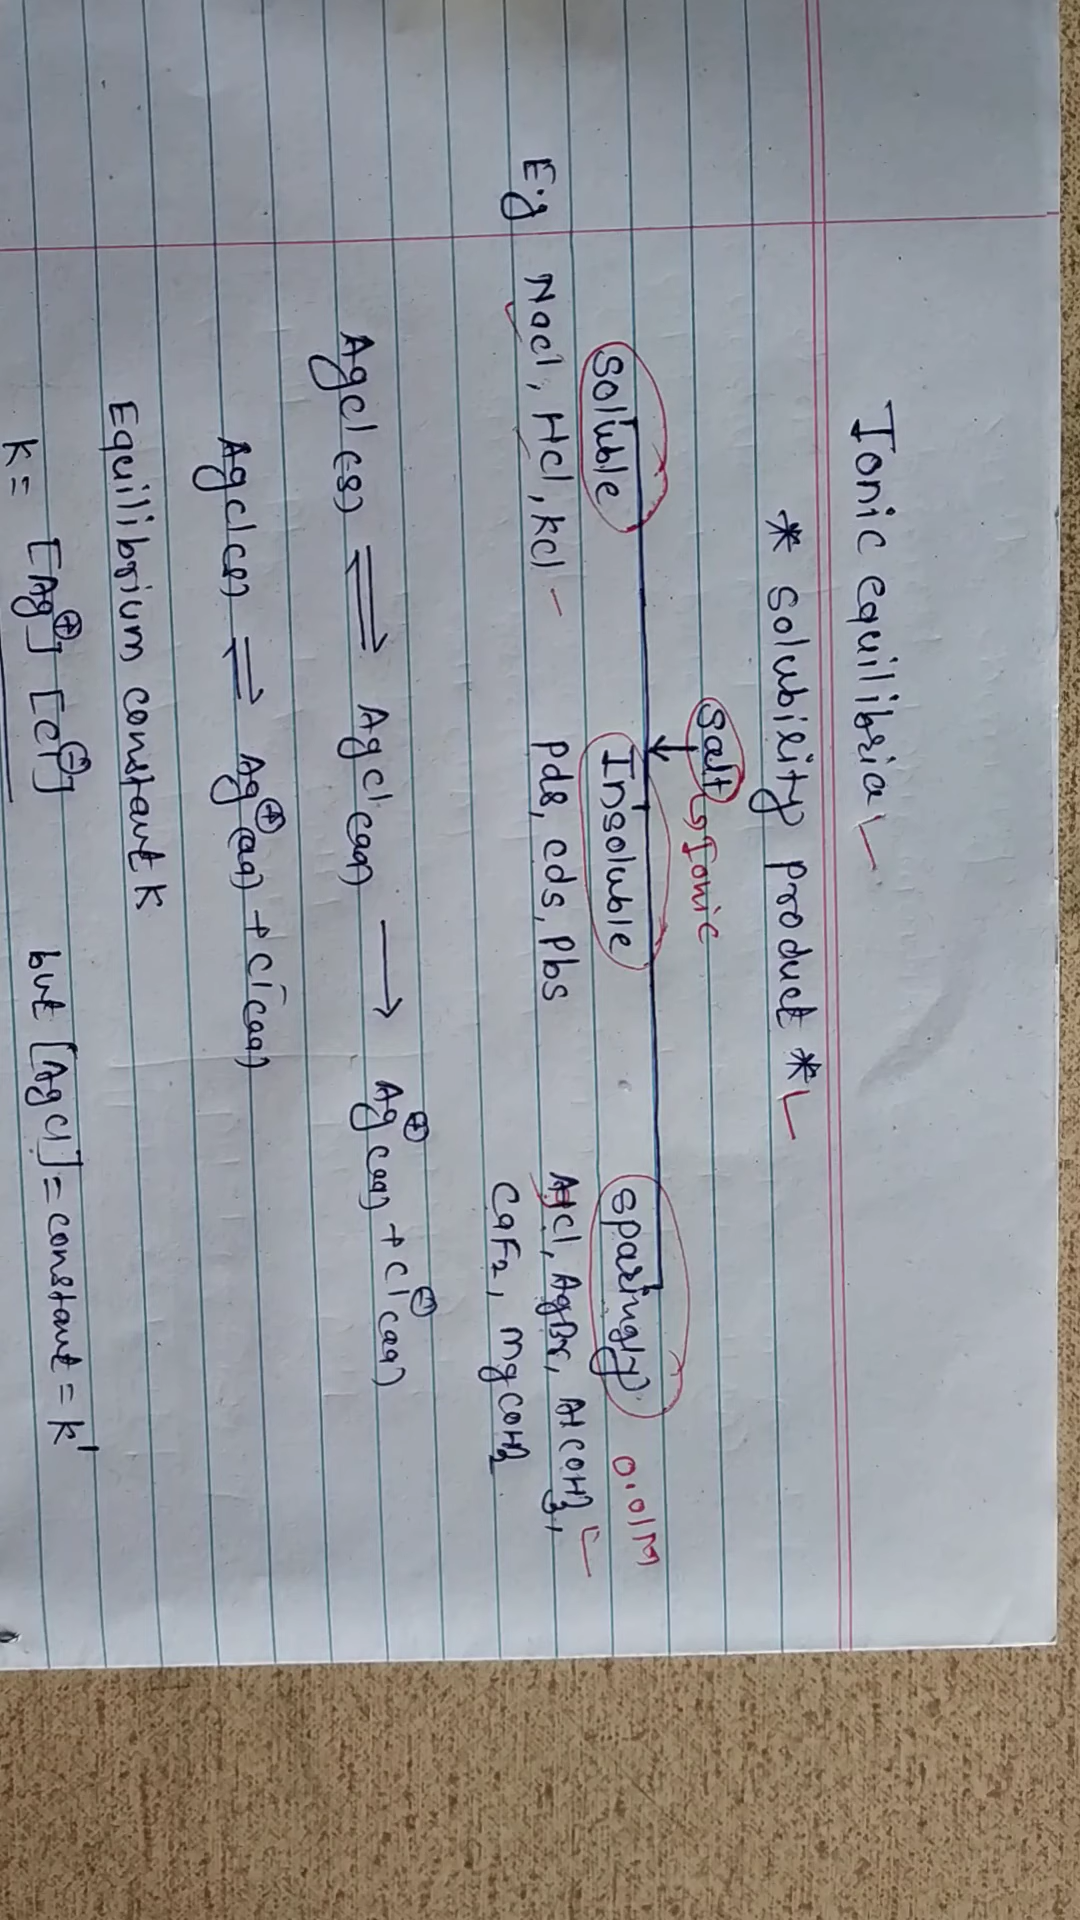 Ionic equilibria
* Solubility product *
Salt → Ionic
Soluble Insoluble Sparingly 0.01M
E.g Nacl, Hcl, kcl Pds, cds, Pbs Cl, AgBr, Al(OH)3,
CaF2, Mg(OH)2
Agcl(s) ⇌ Agcl(aq) → Ag⊕(aq) + Cl⊖(aq)
Agcl(s) ⇌ Ag⊕(aq) + Cl-(aq)
Equilibrium constant K
K = [Ag⊕] [Cl⊖] but [AgCl] = constant = K'